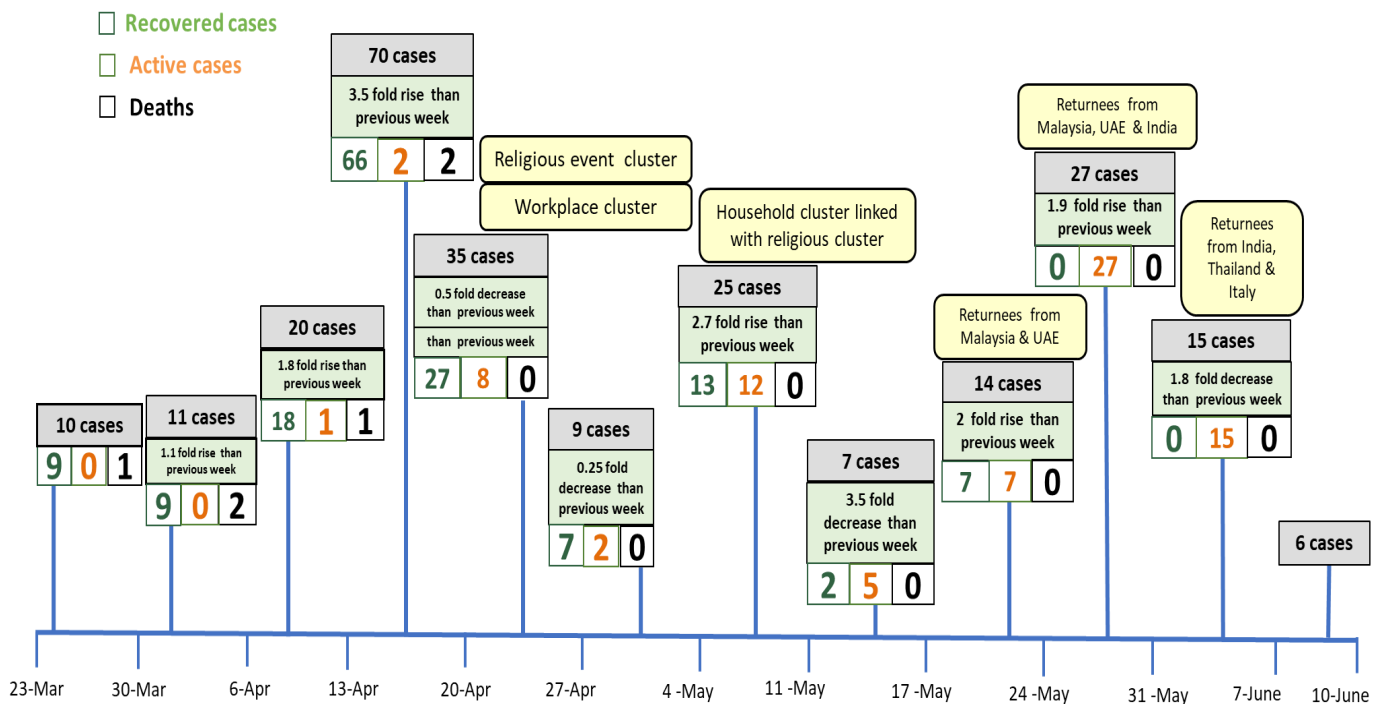 Recovered cases
Active cases
Deaths
10 cases
9 0 1
11 cases
1.1 fold rise than
previous week
9 0 2
20 cases
1.8 fold rise than
previous week
18 1 1
70 cases
3.5 fold rise than
previous week
66 2 2
Religious event cluster
Workplace cluster
35 cases
0.5 fold decrease
than previous week
than previous week
27 8 0
9 cases
0.25 fold
decrease than
previous week
7 2 0
Household cluster linked
with religious cluster
25 cases
2.7 fold rise than
previous week
13 12 0
7 cases
3.5 fold
decrease than
previous week
2 5 0
Returnees from
Malaysia & UAE
14 cases
2 fold rise than
previous week
7 7 0
Returnees from
Malaysia, UAE & India
27 cases
1.9 fold rise than
previous week
0 27 0
Returnees
from India,
Thailand &
Italy
15 cases
1.8 fold decrease
than previous week
0 15 0
6 cases
23-Mar 30-Mar 6-Apr 13-Apr 20-Apr 27-Apr 4 -May 11 -May 17 -May 24 -May 31 -May 7-June 10-June